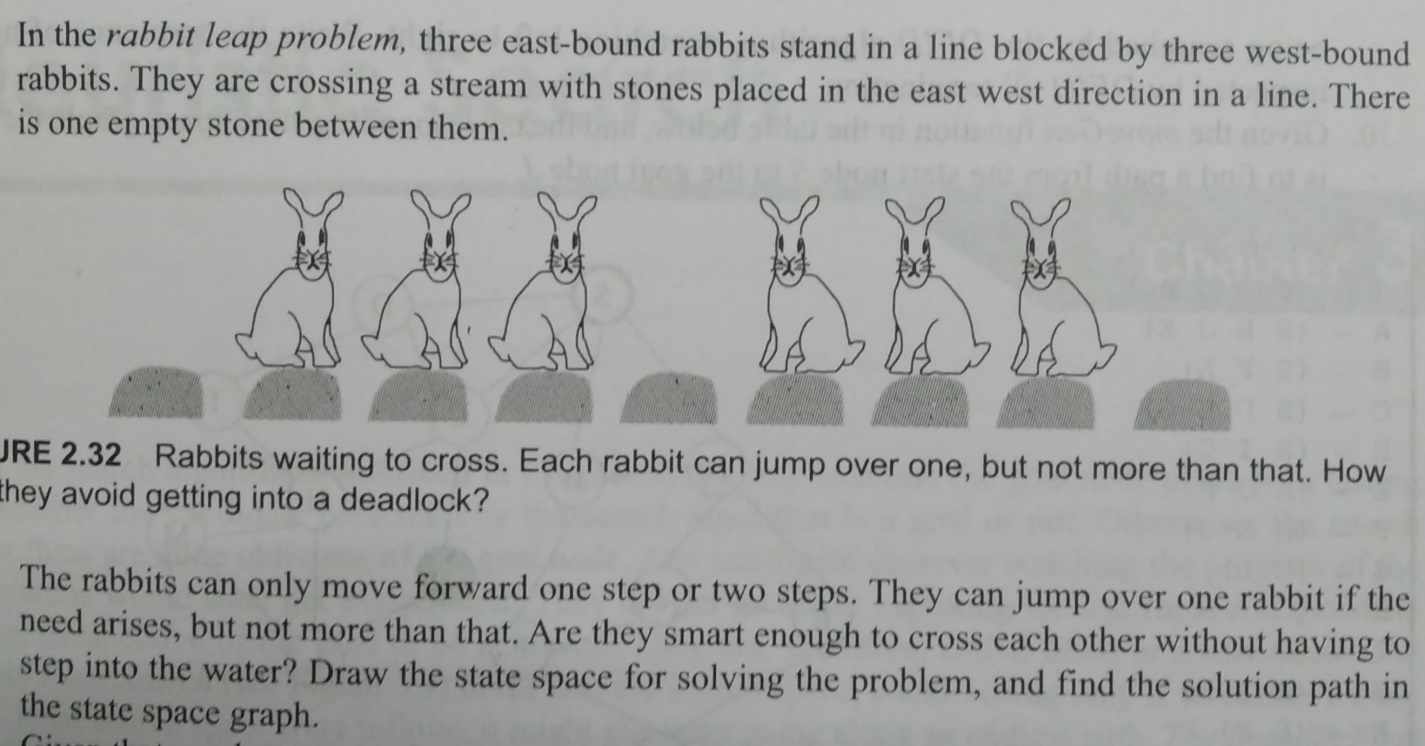 In the rabbit leap problem, three east-bound rabbits stand in a line blocked by three west-bound
rabbits. They are crossing a stream with stones placed in the east west direction in a line. There
is one empty stone between them.
URE 2.32 Rabbits waiting to cross. Each rabbit can jump over one, but not more than that. How
they avoid getting into a deadlock?
The rabbits can only move forward one step or two steps. They can jump over one rabbit if the
need arises, but not more than that. Are they smart enough to cross each other without having to
step into the water? Draw the state space for solving the problem, and find the solution path in
the state space graph.